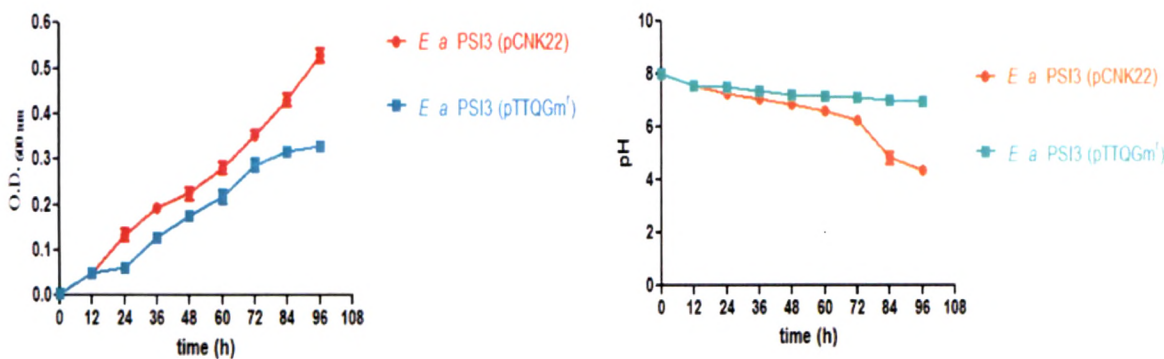 0.6
0.5
0.4
0.3
0.2
0.1
0.0
O.D. 600 nm
0 12 24 36 48 60 72 84 96 108
time (h)
E a PSI3 (pCNK22)
E a PSI3 (pTTQGmʳ)
10
8
6
4
2
0
pH
0 12 24 36 48 60 72 84 96 108
time (h)
E a PSI3 (pCNK22)
E a PSI3 (pTTQGmʳ)